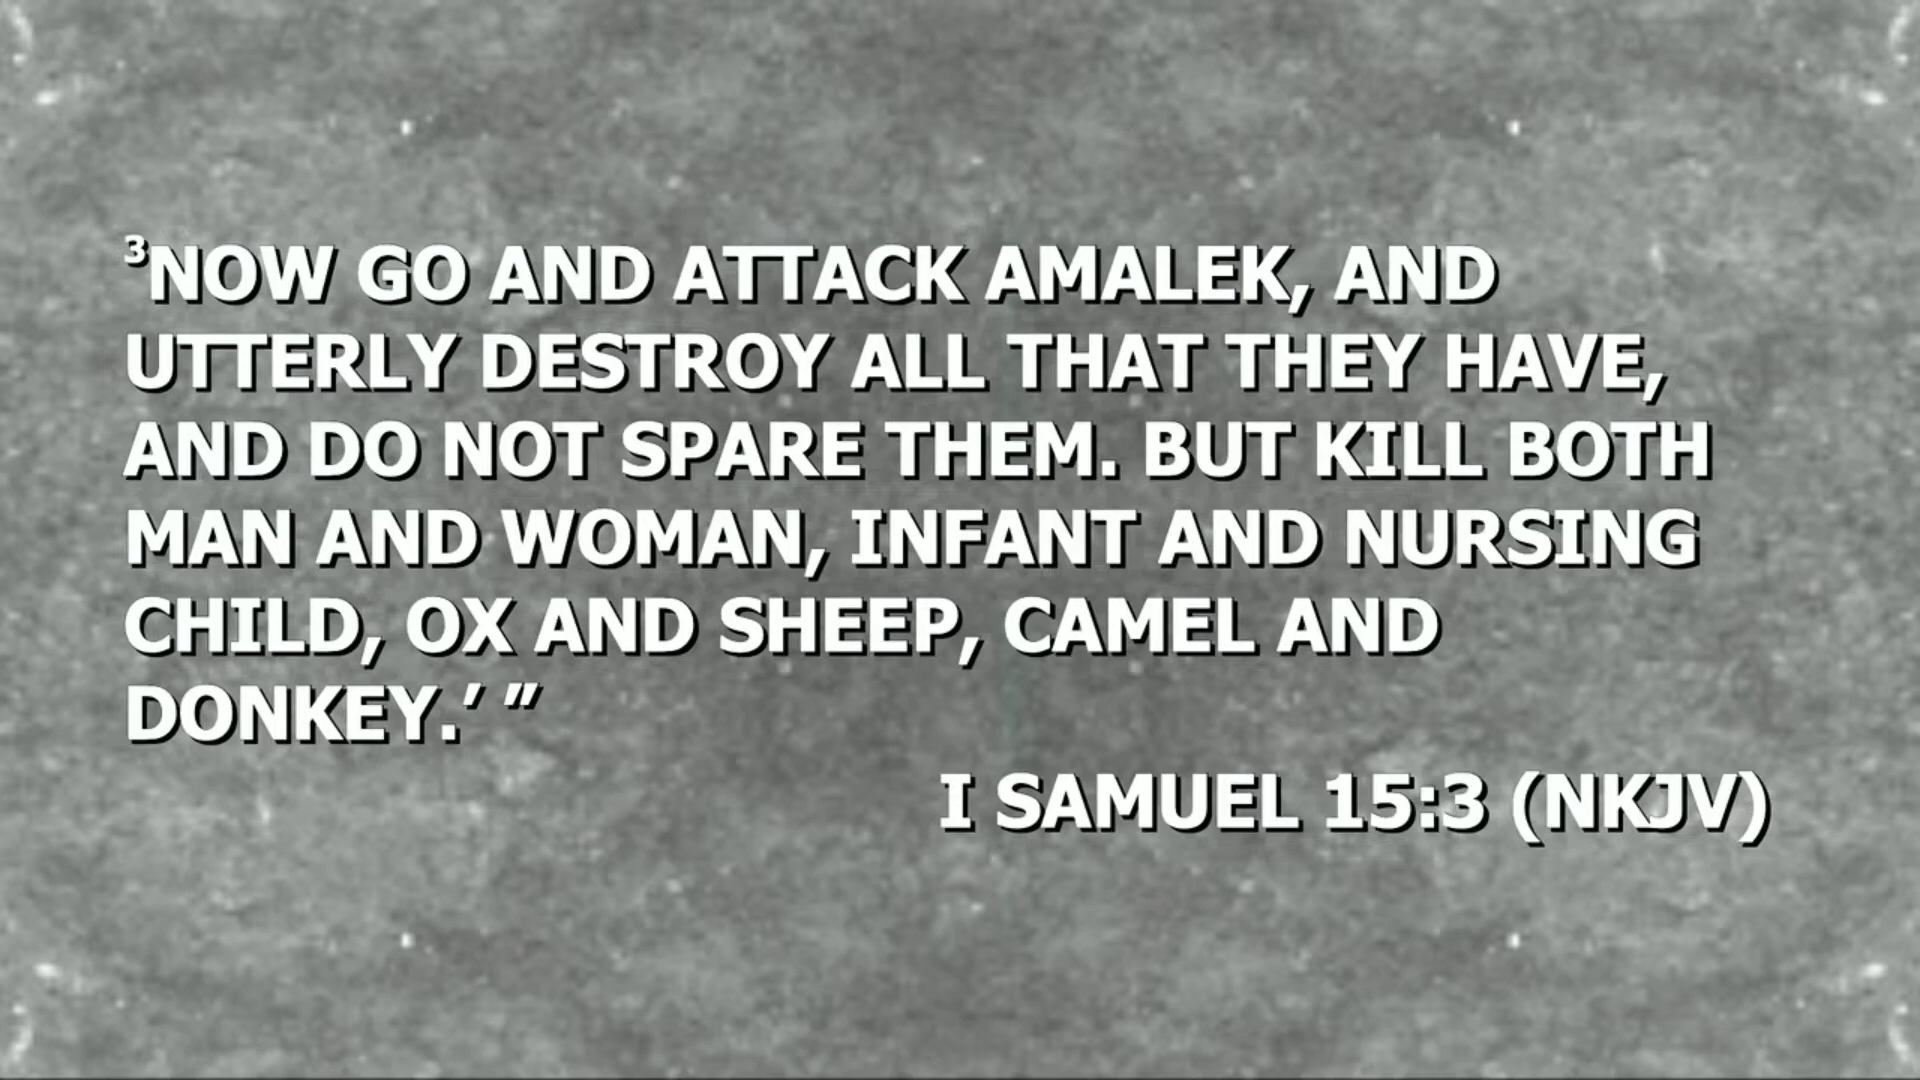 ³NOW GO AND ATTACK AMALEK, AND
UTTERLY DESTROY ALL THAT THEY HAVE,
AND DO NOT SPARE THEM. BUT KILL BOTH
MAN AND WOMAN, INFANT AND NURSING
CHILD, OX AND SHEEP, CAMEL AND
DONKEY.’ ”
I SAMUEL 15:3 (NKJV)